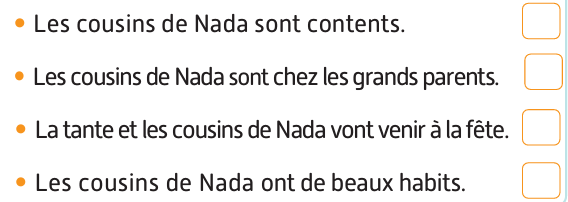 • Les cousins de Nada sont contents.
• Les cousins de Nada sont chez les grands parents.
• La tante et les cousins de Nada vont venir à la fête.
• Les cousins de Nada ont de beaux habits.